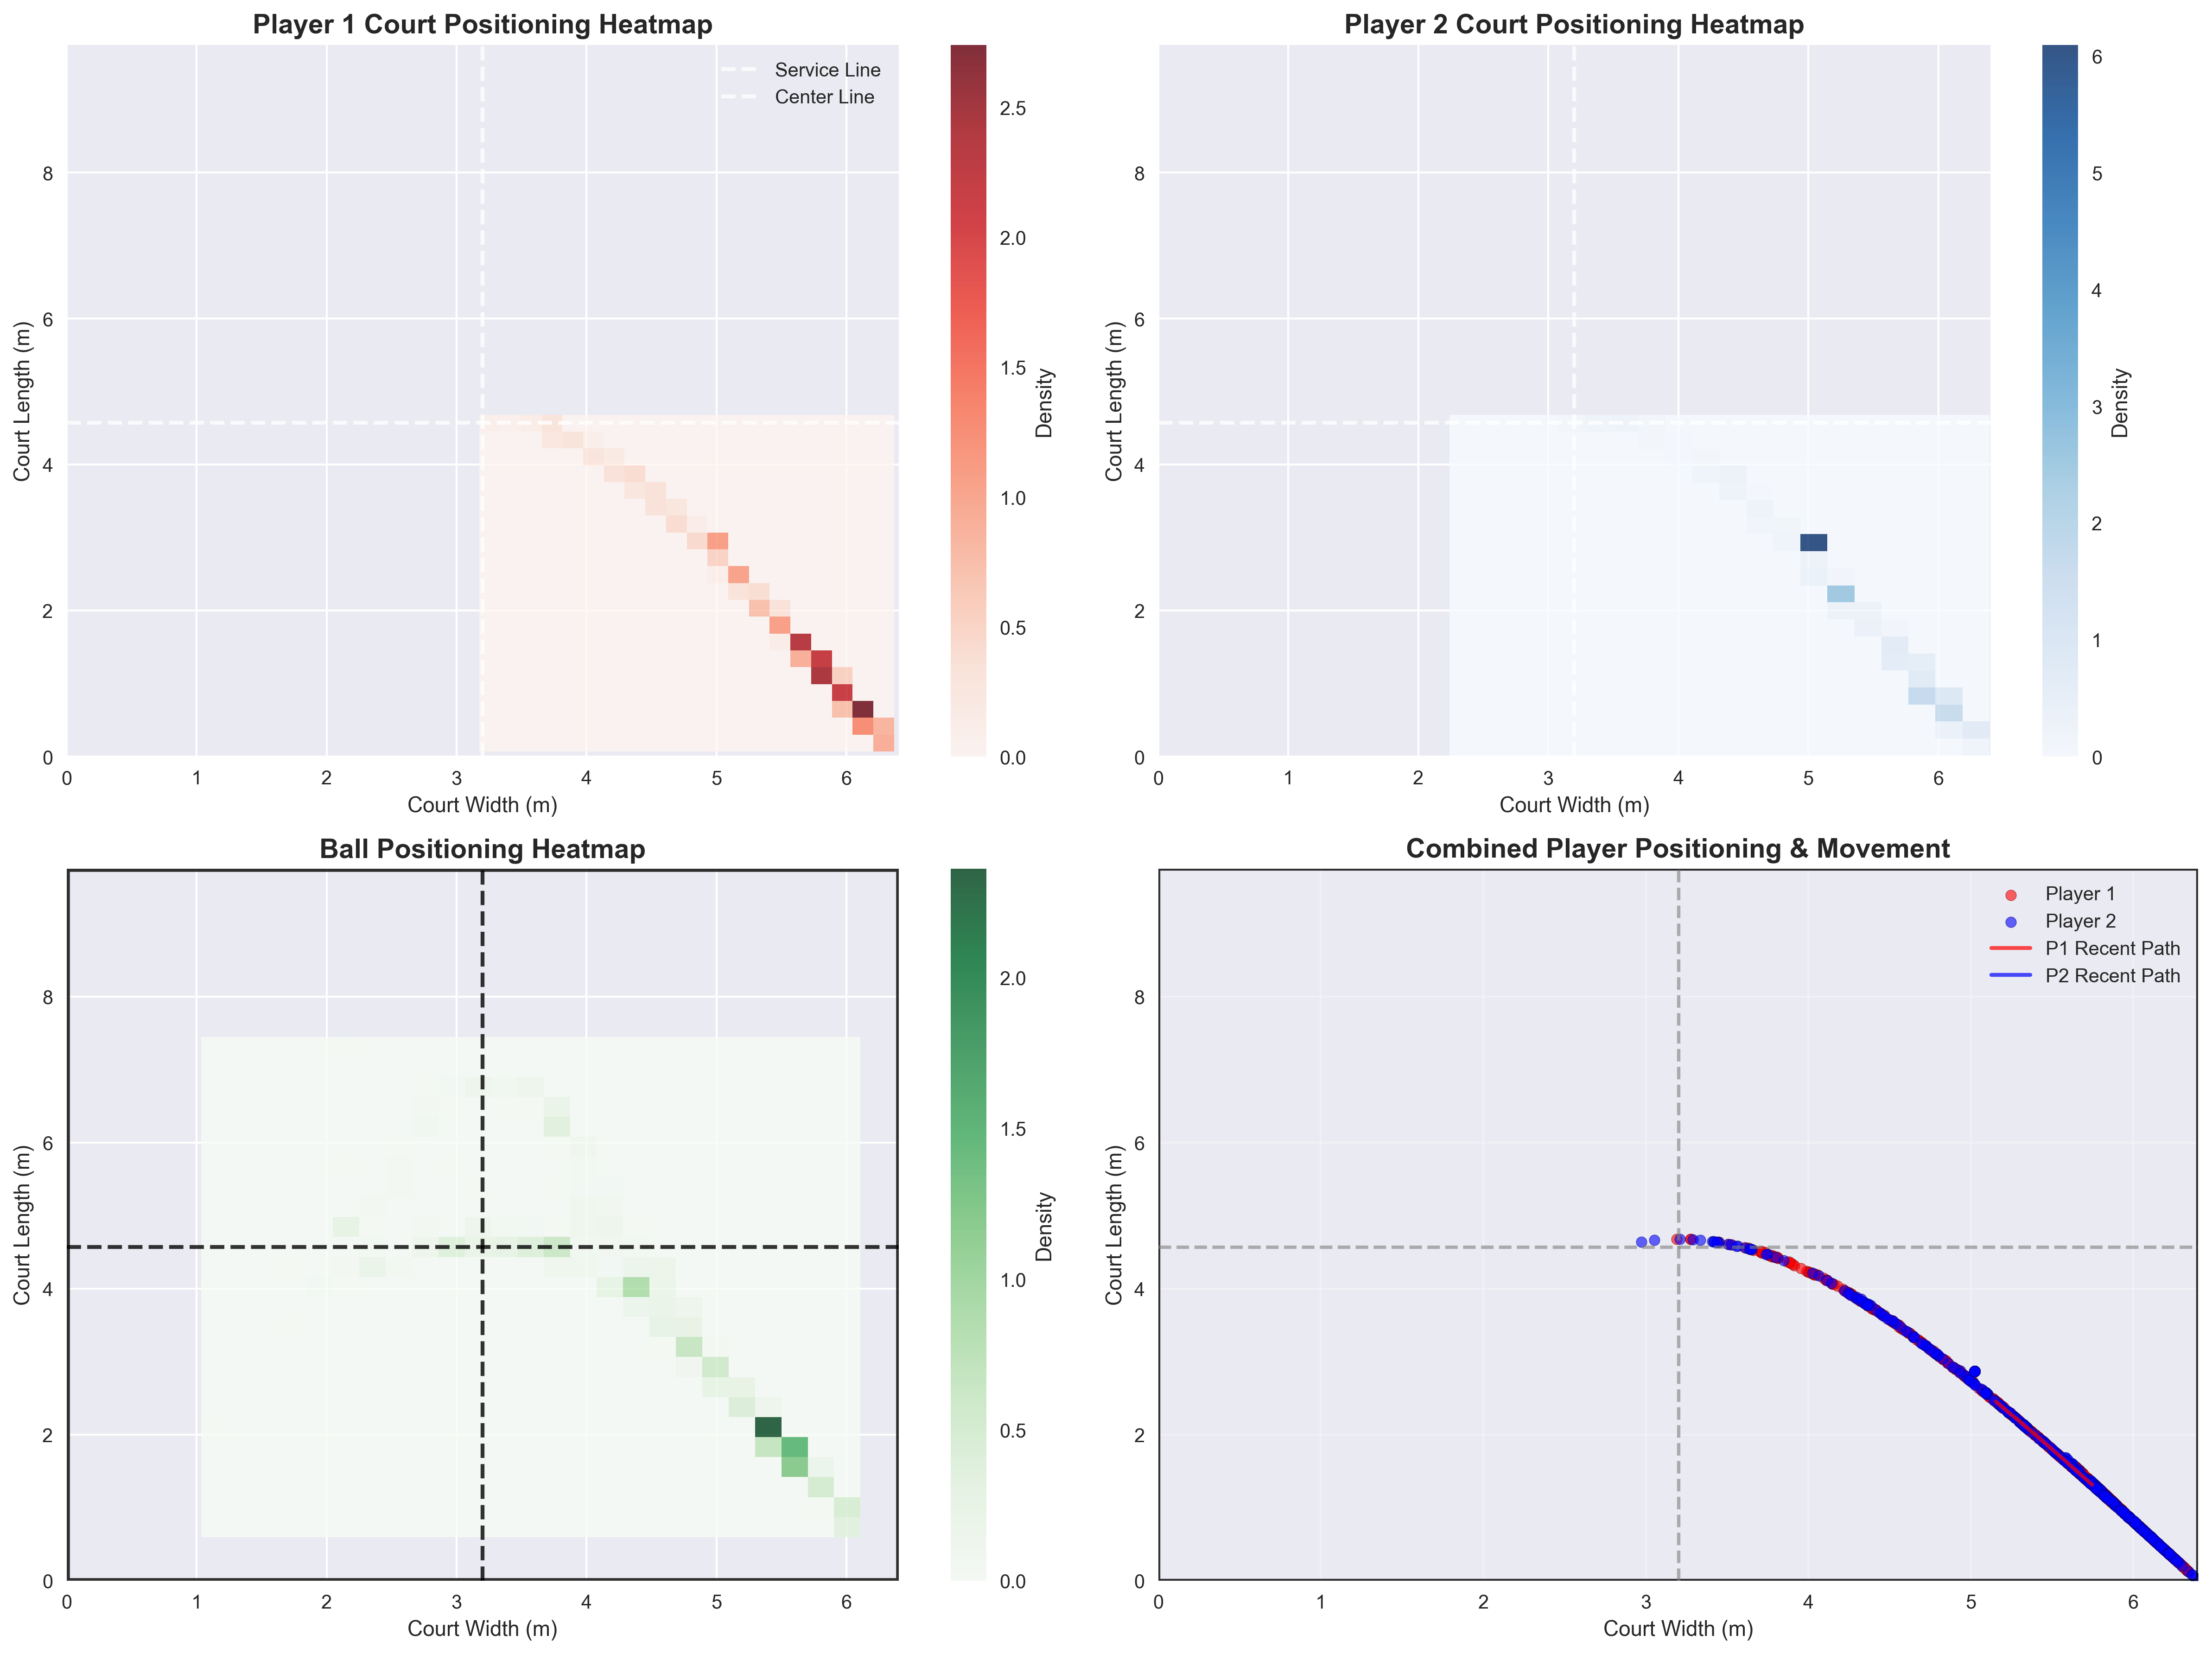 Player 1 Court Positioning Heatmap
Service Line
Center Line
Court Length (m)
8
6
4
2
0
0 1 2 3 4 5 6
Court Width (m)
2.5
2.0
1.5
1.0
0.5
0.0
Density
Player 2 Court Positioning Heatmap
Court Length (m)
8
6
4
2
0
0 1 2 3 4 5 6
Court Width (m)
6
5
4
3
2
1
0
Density
Ball Positioning Heatmap
Court Length (m)
8
6
4
2
0
0 1 2 3 4 5 6
Court Width (m)
2.0
1.5
1.0
0.5
0.0
Density
Combined Player Positioning & Movement
Player 1
Player 2
P1 Recent Path
P2 Recent Path
Court Length (m)
8
6
4
2
0
0 1 2 3 4 5 6
Court Width (m)